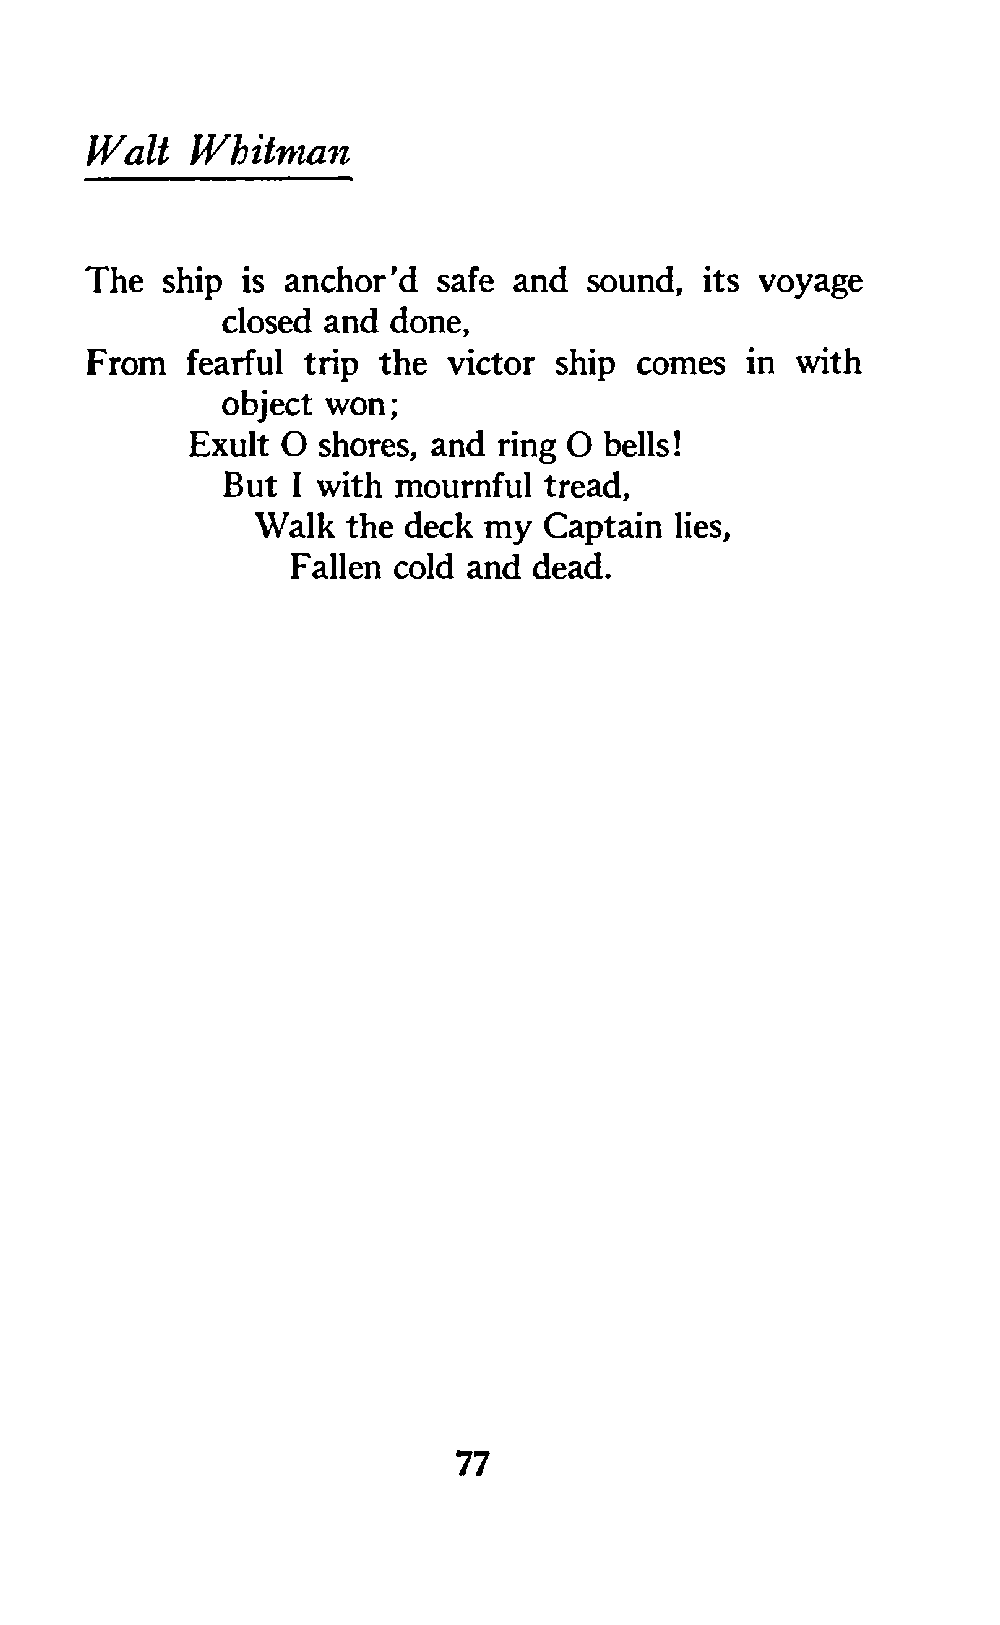 Walt Whitman
The ship is anchor'd safe and sound, its voyage
closed and done,
From fearful trip the victor ship comes in with
object won;
Exult O shores, and ring O bells!
But I with mournful tread,
Walk the deck my Captain lies,
Fallen cold and dead.
77